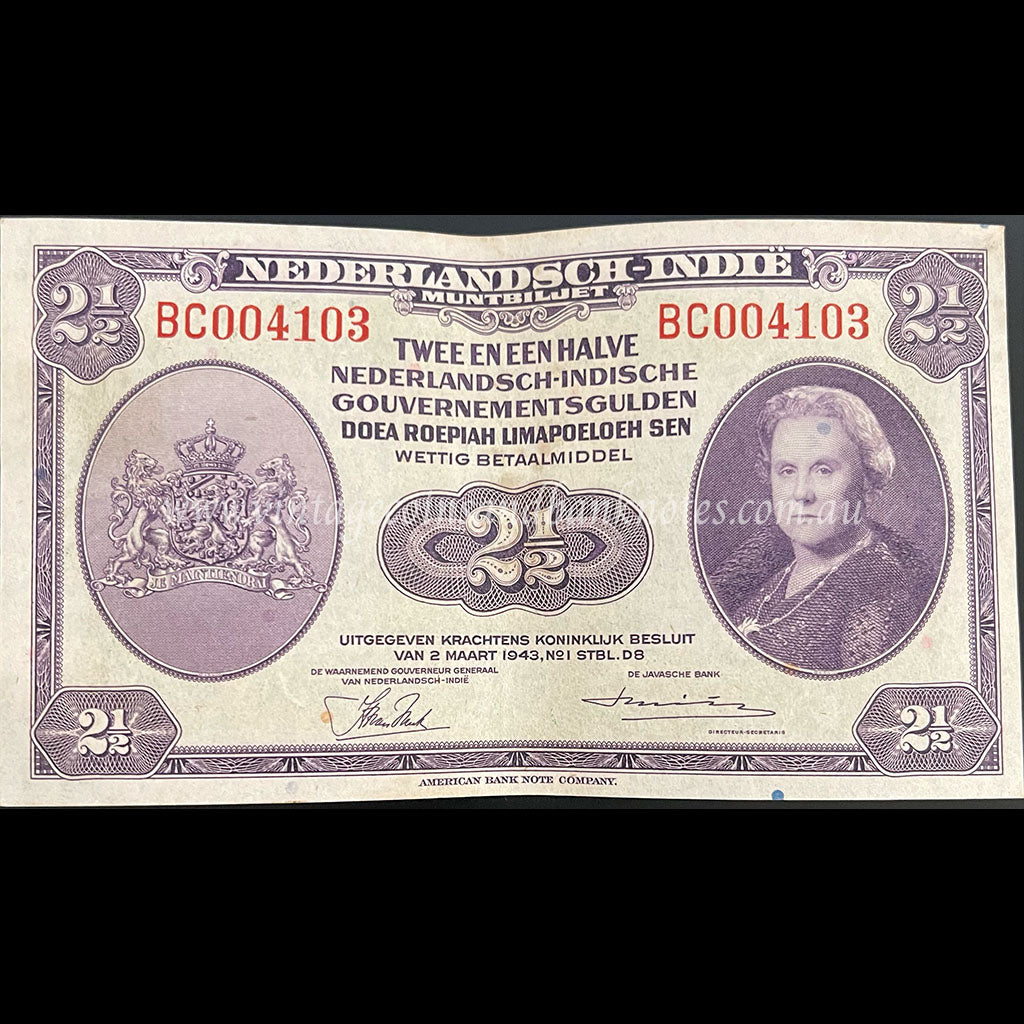 NEDERLANDSCH-INDIË
MUNTBILJET
2½ 2½
BC004103 BC004103
TWEE EN EEN HALVE
NEDERLANDSCH-INDISCHE
GOUVERNEMENTSGULDEN
DOEA ROEPIAH LIMAPOELOEH SEN
WETTIG BETAALMIDDEL
JE MAINTIENDRAI
2½
UITGEGEVEN KRACHTENS KONINKLIJK BESLUIT
VAN 2 MAART 1943, No 1 STBL. D8
DE WAARNEMEND GOUVERNEUR GENERAAL
VAN NEDERLANDSCH-INDIË
DE JAVASCHE BANK
DIRECTEUR-SECRETARIS
2½ 2½
AMERICAN BANK NOTE COMPANY.